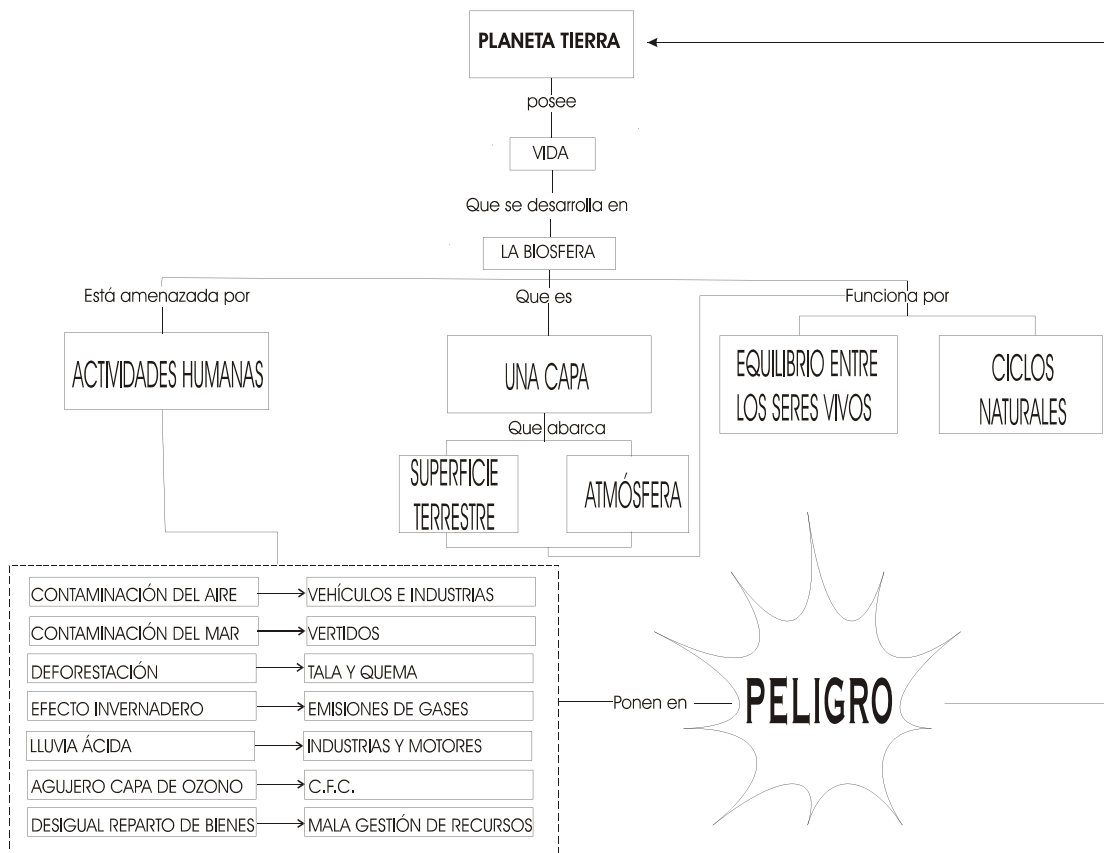 PLANETA TIERRA
posee
VIDA
Que se desarrolla en
LA BIOSFERA
Está amenazada por
Que es
Funciona por
ACTIVIDADES HUMANAS
UNA CAPA
EQUILIBRIO ENTRE
LOS SERES VIVOS
CICLOS
NATURALES
Que abarca
SUPERFICIE
TERRESTRE
ATMÓSFERA
CONTAMINACIÓN DEL AIRE
VEHÍCULOS E INDUSTRIAS
CONTAMINACIÓN DEL MAR
VERTIDOS
DEFORESTACIÓN
TALA Y QUEMA
EFECTO INVERNADERO
EMISIONES DE GASES
LLUVIA ÁCIDA
INDUSTRIAS Y MOTORES
AGUJERO CAPA DE OZONO
C.F.C.
DESIGUAL REPARTO DE BIENES
MALA GESTIÓN DE RECURSOS
Ponen en
PELIGRO